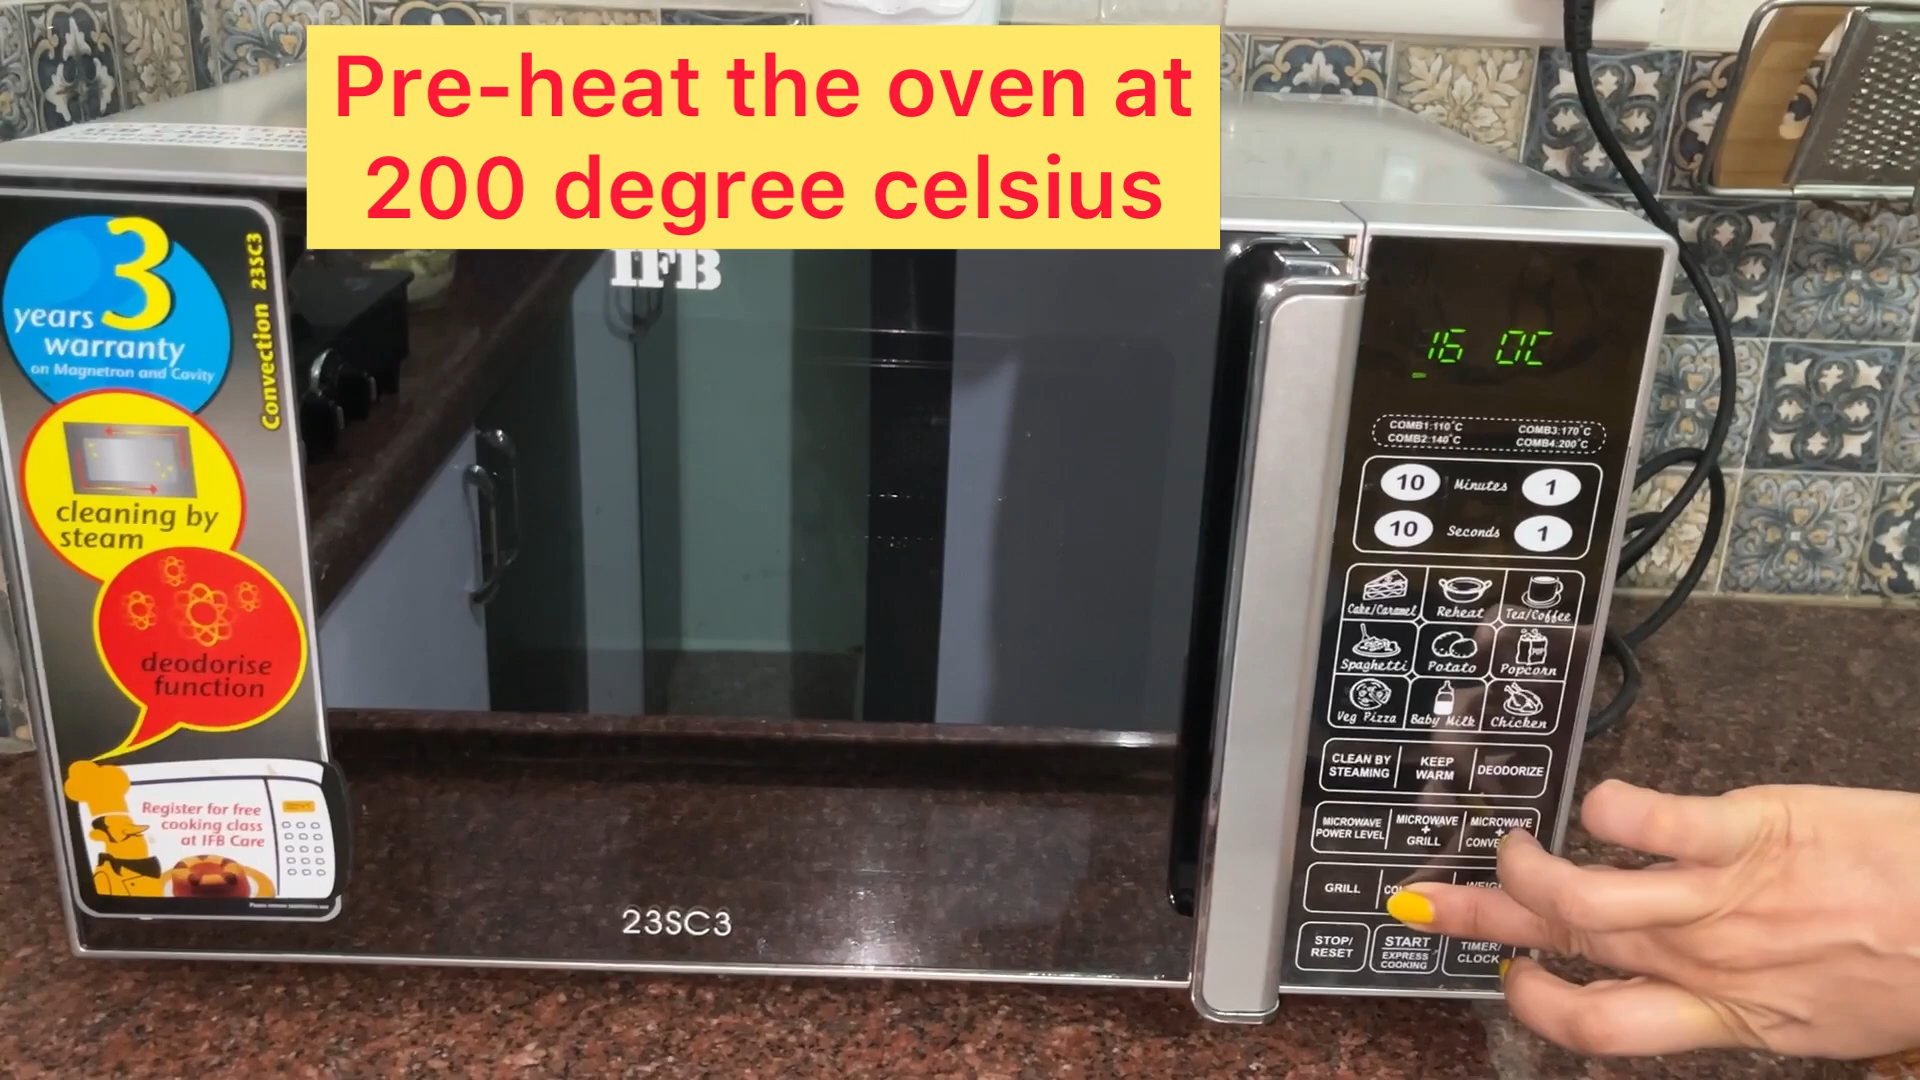 Pre-heat the oven at
200 degree celsius
IFB
3
years
warranty
on Magnetron and Cavity
Convection 23SC3
cleaning by
steam
deodorise
function
Register for free
cooking class
at IFB Care
23SC3
16 0C
COMB1:110°C COMB3:170°C
COMB2:140°C COMB4:200°C
10 Minutes 1
10 Seconds 1
Cake/Caramel Reheat Tea/Coffee
Spaghetti Potato Popcorn
Veg Pizza Baby Milk Chicken
CLEAN BY
STEAMING
KEEP
WARM
DEODORIZE
MICROWAVE
POWER LEVEL
MICROWAVE
+
GRILL
MICROWAVE
+
GRILL
STOP/
RESET
START
EXPRESS
COOKING
TIMER/
CLOCK